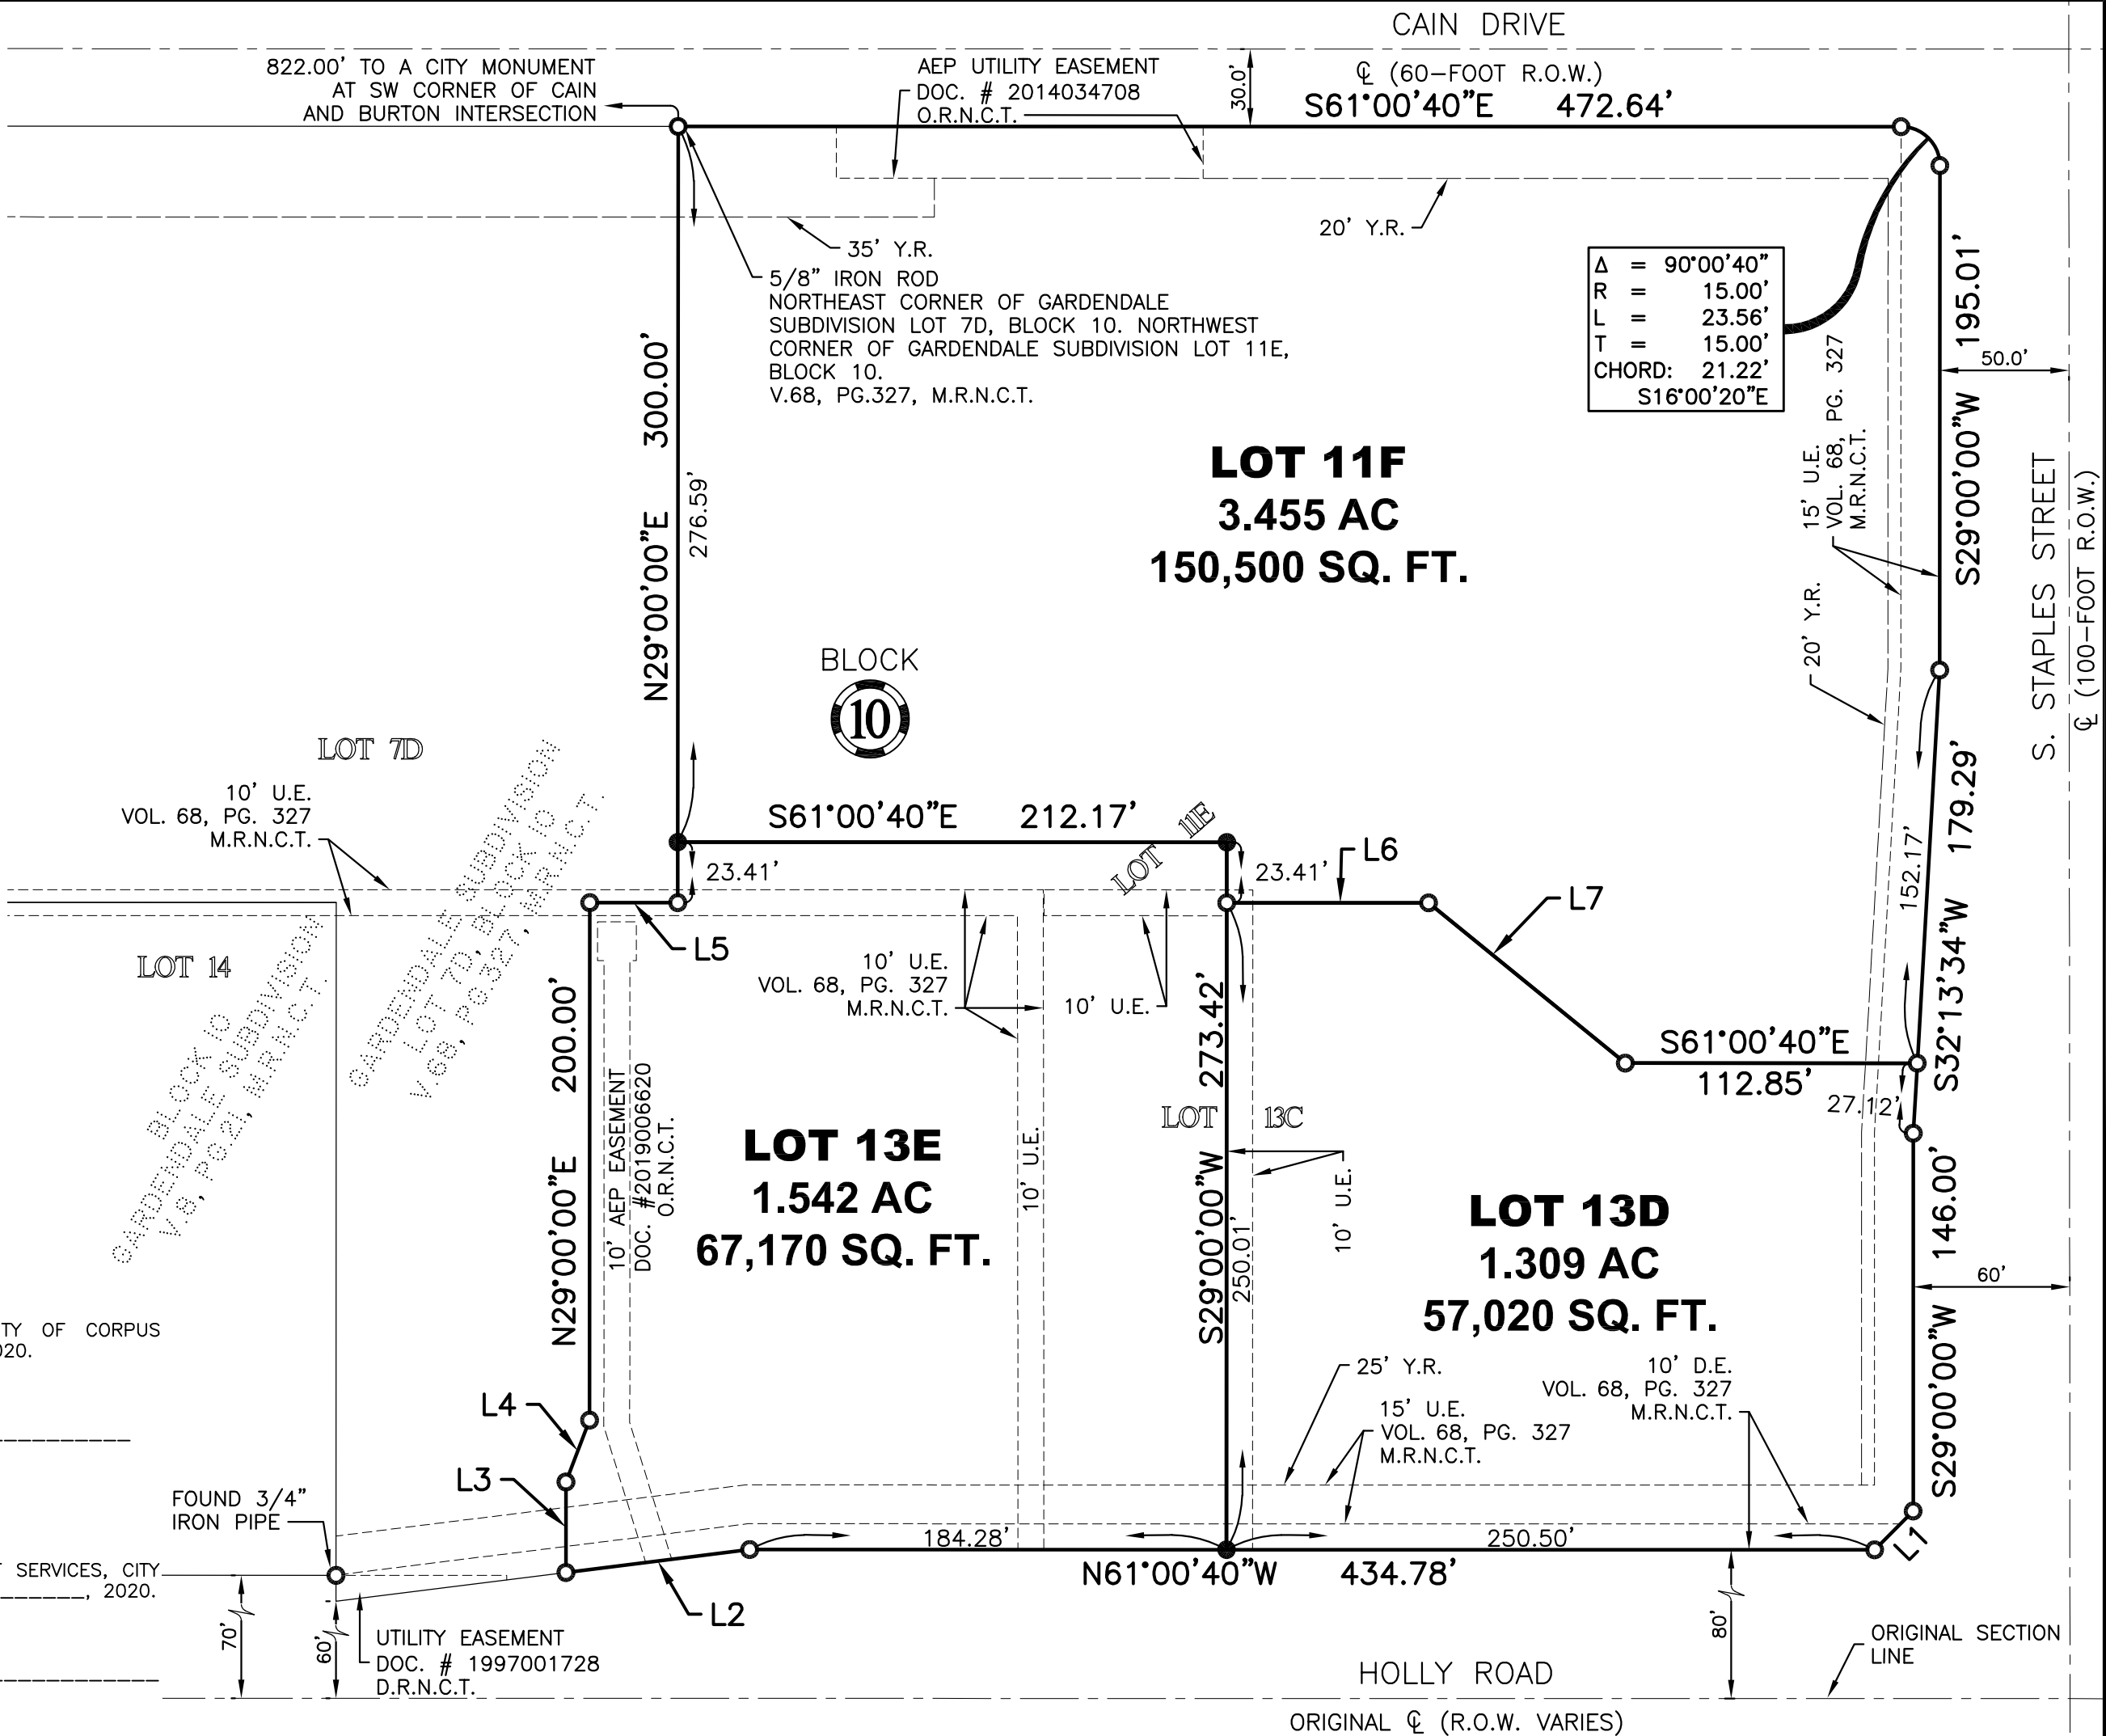 CAIN DRIVE
℄ (60-FOOT R.O.W.)
S61°00'40"E 472.64'
30.0'
822.00' TO A CITY MONUMENT
AT SW CORNER OF CAIN
AND BURTON INTERSECTION
AEP UTILITY EASEMENT
DOC. # 2014034708
O.R.N.C.T.
35' Y.R.
20' Y.R.
5/8" IRON ROD
NORTHEAST CORNER OF GARDENDALE
SUBDIVISION LOT 7D, BLOCK 10. NORTHWEST
CORNER OF GARDENDALE SUBDIVISION LOT 11E,
BLOCK 10.
V.68, PG.327, M.R.N.C.T.
Δ = 90°00'40"
R = 15.00'
L = 23.56'
T = 15.00'
CHORD: 21.22'
S16°00'20"E
S29°00'00"W 195.01'
50.0'
N29°00'00"E 300.00'
276.59'
LOT 11F
3.455 AC
150,500 SQ. FT.
15' U.E.
VOL. 68, PG. 327
M.R.N.C.T.
20' Y.R.
S. STAPLES STREET
℄ (100-FOOT R.O.W.)
BLOCK
10
LOT 7D
10' U.E.
VOL. 68, PG. 327
M.R.N.C.T.
GARDENDALE SUBDIVISION
LOT 7D, BLOCK 10
V.68, PG.327, M.R.N.C.T.
S61°00'40"E 212.17'
LOT 11E
23.41'
23.41'
L6
L7
L5
S32°13'34"W 179.29'
152.17'
LOT 14
BLOCK 10
GARDENDALE SUBDIVISION
V.8, PG.21, M.R.N.C.T.
10' U.E.
VOL. 68, PG. 327
M.R.N.C.T.
10' U.E.
S61°00'40"E
112.85'
27.12'
N29°00'00"E 200.00'
10' AEP EASEMENT
DOC. #2019006620
O.R.N.C.T.
LOT 13E
1.542 AC
67,170 SQ. FT.
10' U.E.
S29°00'00"W 273.42'
250.01'
LOT 13C
10' U.E.
LOT 13D
1.309 AC
57,020 SQ. FT.
S29°00'00"W 146.00'
60'
TY OF CORPUS
020.
25' Y.R.
15' U.E.
VOL. 68, PG. 327
M.R.N.C.T.
10' D.E.
VOL. 68, PG. 327
M.R.N.C.T.
L4
L3
FOUND 3/4"
IRON PIPE
184.28'
250.50'
N61°00'40"W 434.78'
L1
L2
SERVICES, CITY
, 2020.
70'
60'
80'
UTILITY EASEMENT
DOC. # 1997001728
D.R.N.C.T.
ORIGINAL SECTION
LINE
HOLLY ROAD
ORIGINAL ℄ (R.O.W. VARIES)